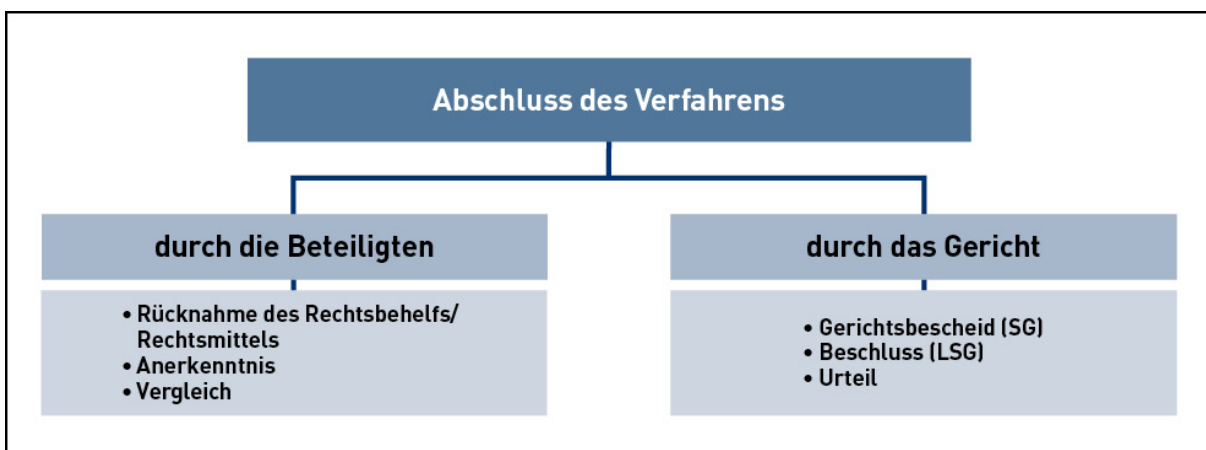 Abschluss des Verfahrens
durch die Beteiligten
• Rücknahme des Rechtsbehelfs/
Rechtsmittels
• Anerkenntnis
• Vergleich
durch das Gericht
• Gerichtsbescheid (SG)
• Beschluss (LSG)
• Urteil